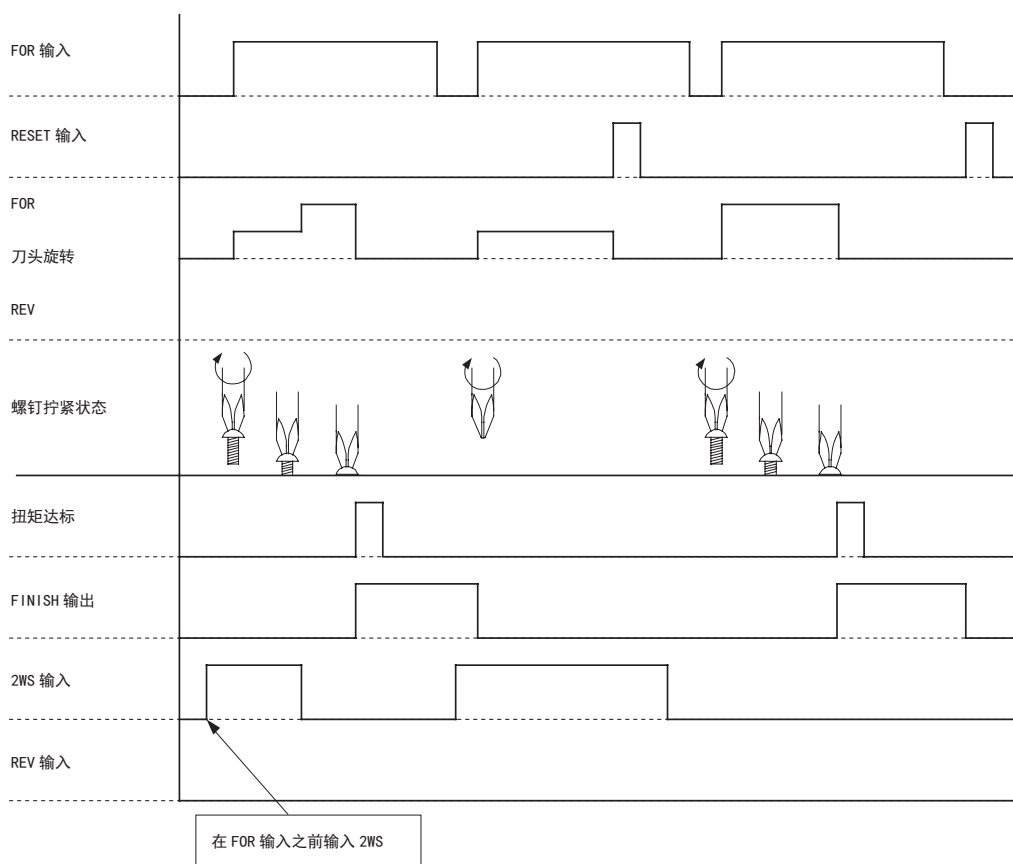 FOR 输入
RESET 输入
FOR
刀头旋转
REV
螺钉拧紧状态
扭矩达标
FINISH 输出
2WS 输入
REV 输入
在 FOR 输入之前输入 2WS